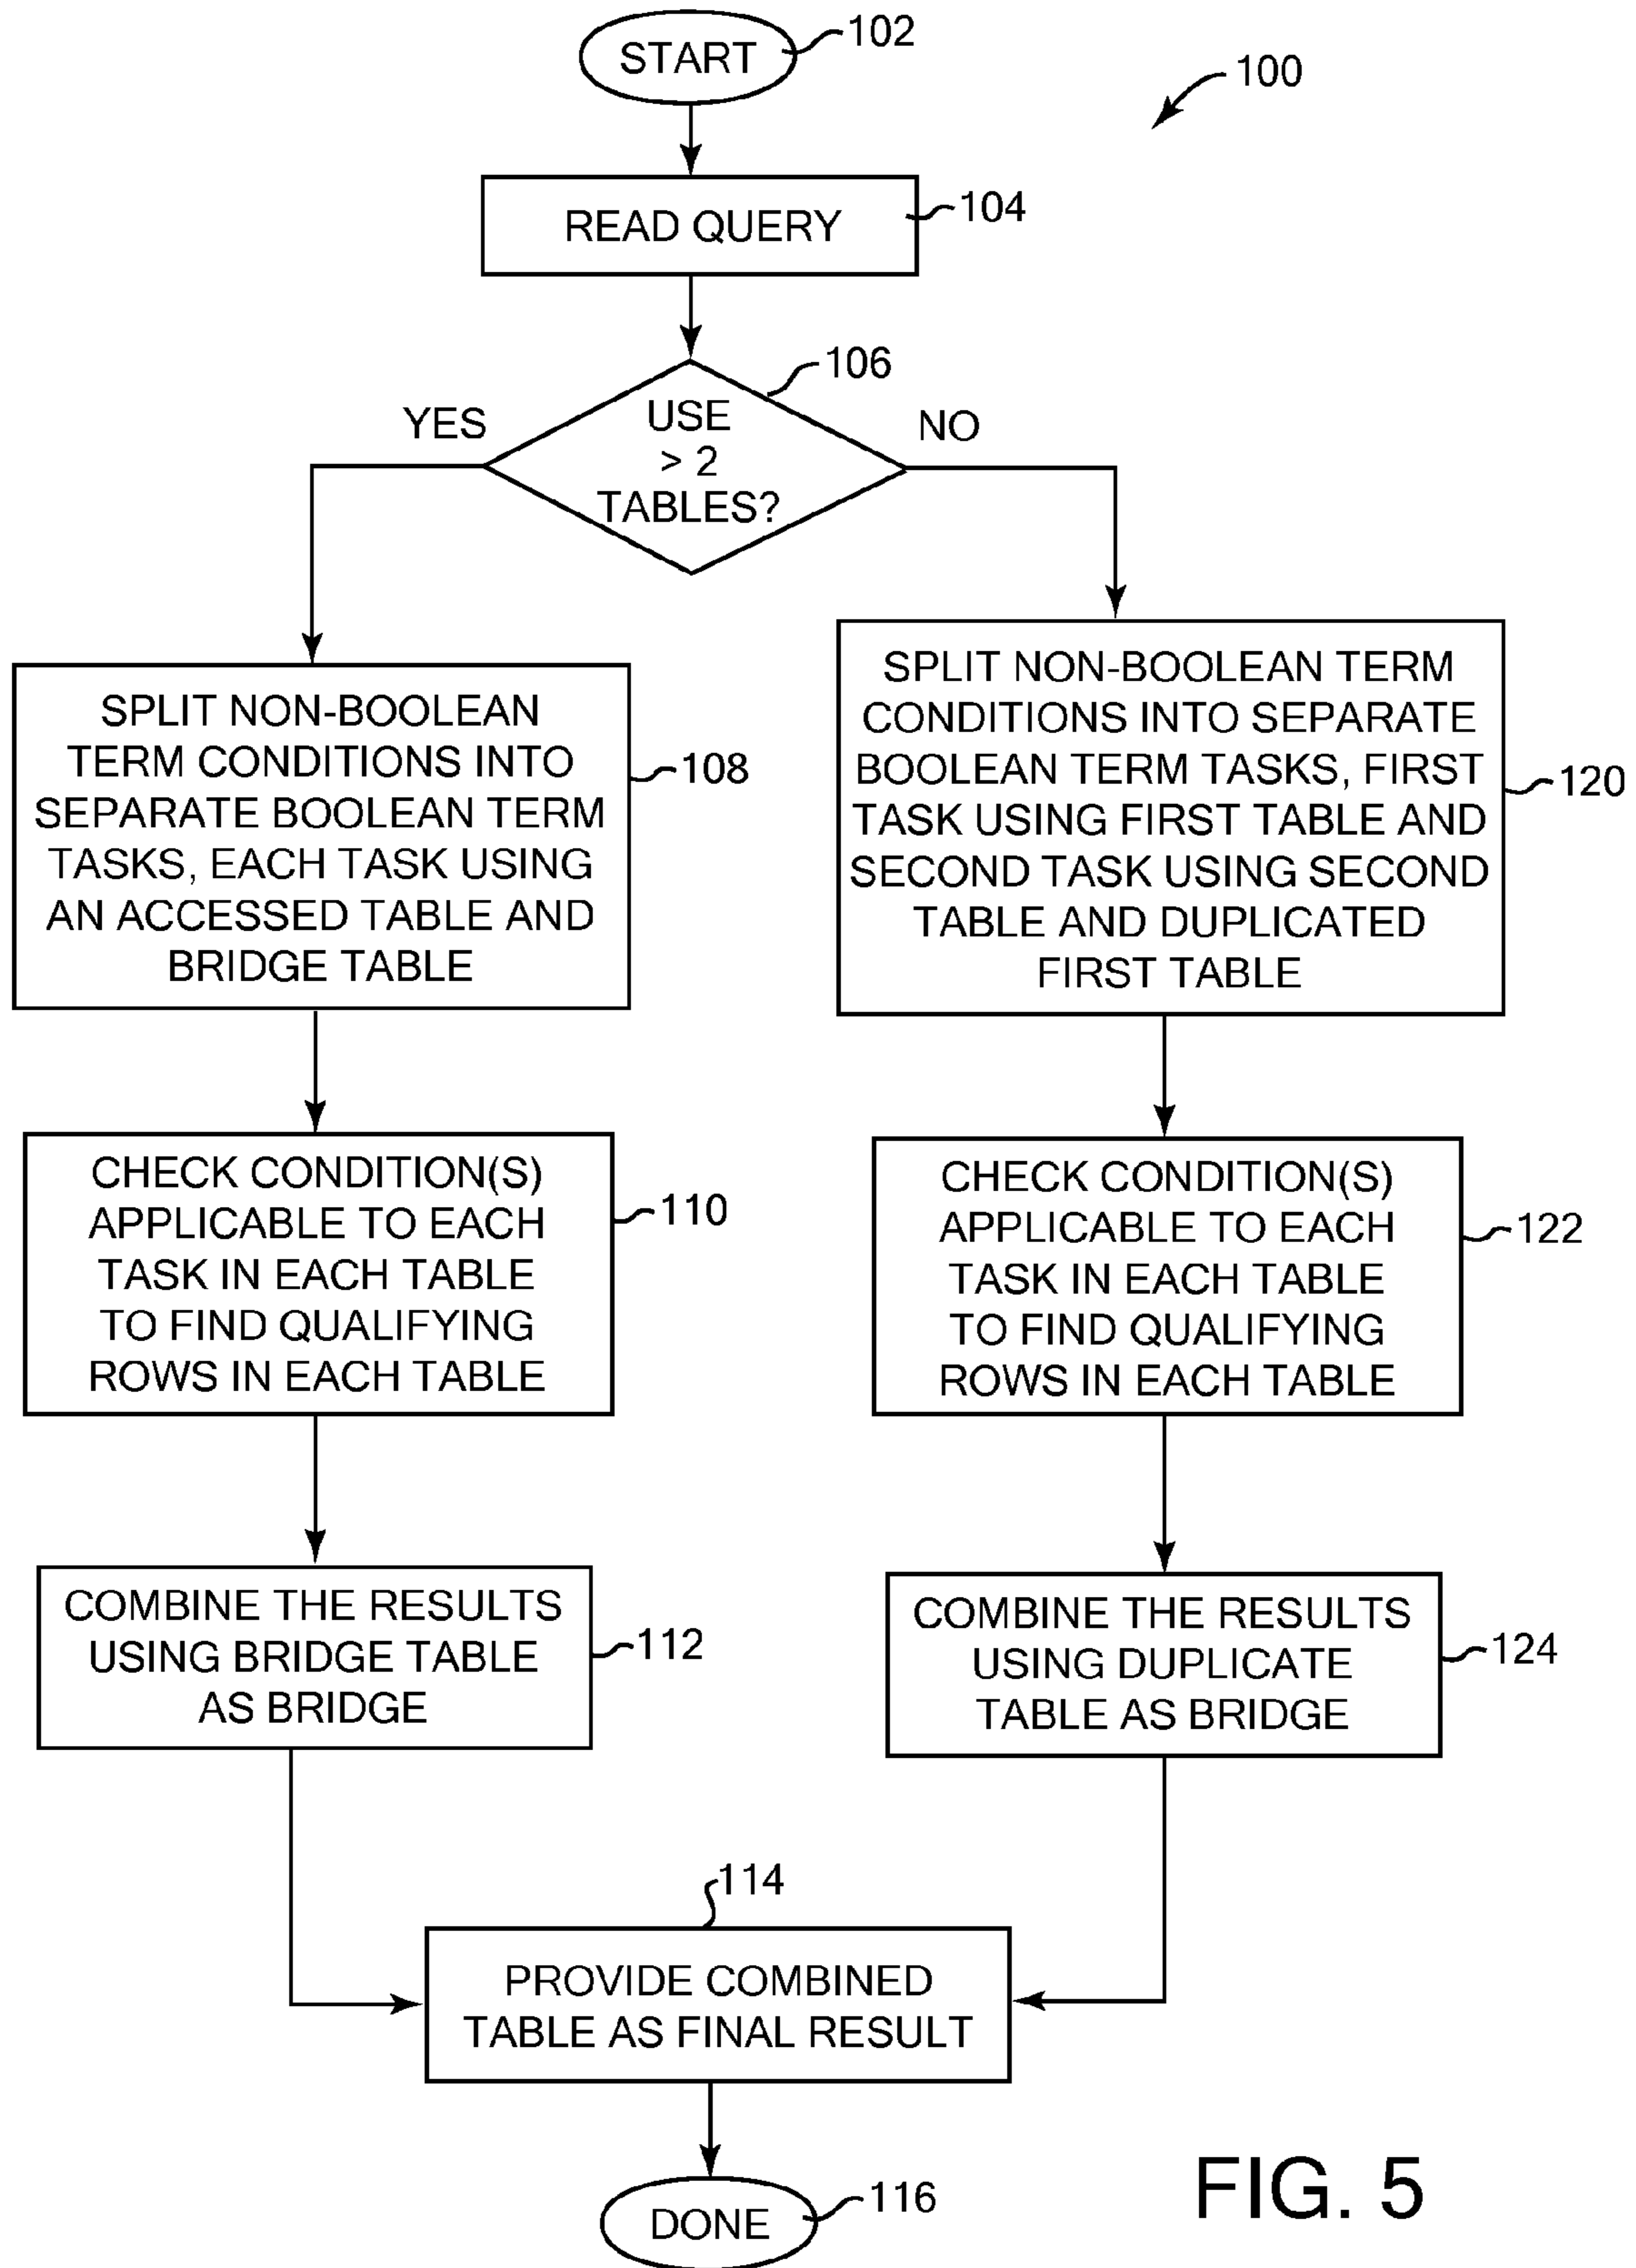 START
102
100
READ QUERY
104
106
YES
USE
> 2
TABLES?
NO
SPLIT NON-BOOLEAN
TERM CONDITIONS INTO
SEPARATE BOOLEAN TERM
TASKS, EACH TASK USING
AN ACCESSED TABLE AND
BRIDGE TABLE
108
SPLIT NON-BOOLEAN TERM
CONDITIONS INTO SEPARATE
BOOLEAN TERM TASKS, FIRST
TASK USING FIRST TABLE AND
SECOND TASK USING SECOND
TABLE AND DUPLICATED
FIRST TABLE
120
CHECK CONDITION(S)
APPLICABLE TO EACH
TASK IN EACH TABLE
TO FIND QUALIFYING
ROWS IN EACH TABLE
110
CHECK CONDITION(S)
APPLICABLE TO EACH
TASK IN EACH TABLE
TO FIND QUALIFYING
ROWS IN EACH TABLE
122
COMBINE THE RESULTS
USING BRIDGE TABLE
AS BRIDGE
112
COMBINE THE RESULTS
USING DUPLICATE
TABLE AS BRIDGE
124
114
PROVIDE COMBINED
TABLE AS FINAL RESULT
DONE
116
FIG. 5